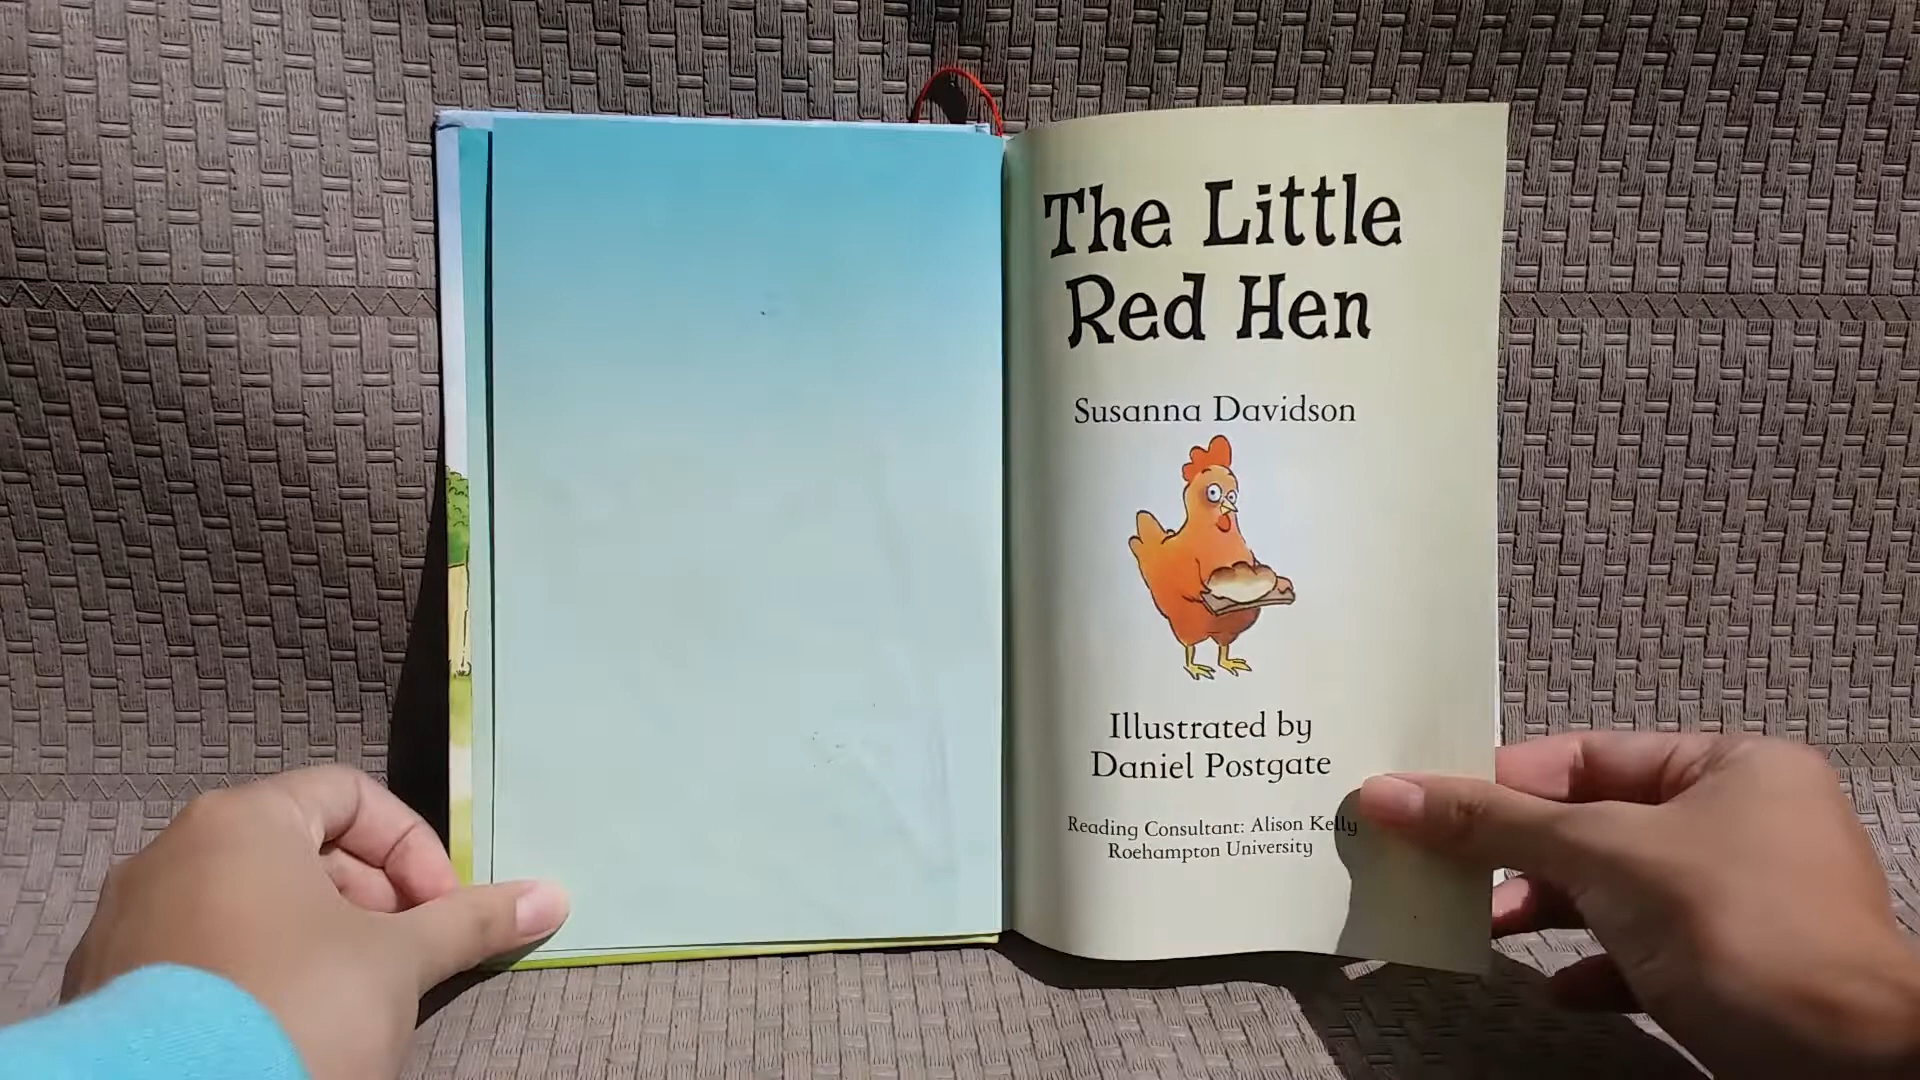 The Little
Red Hen
Susanna Davidson
Illustrated by
Daniel Postgate
Reading Consultant: Alison Kelly
Roehampton University